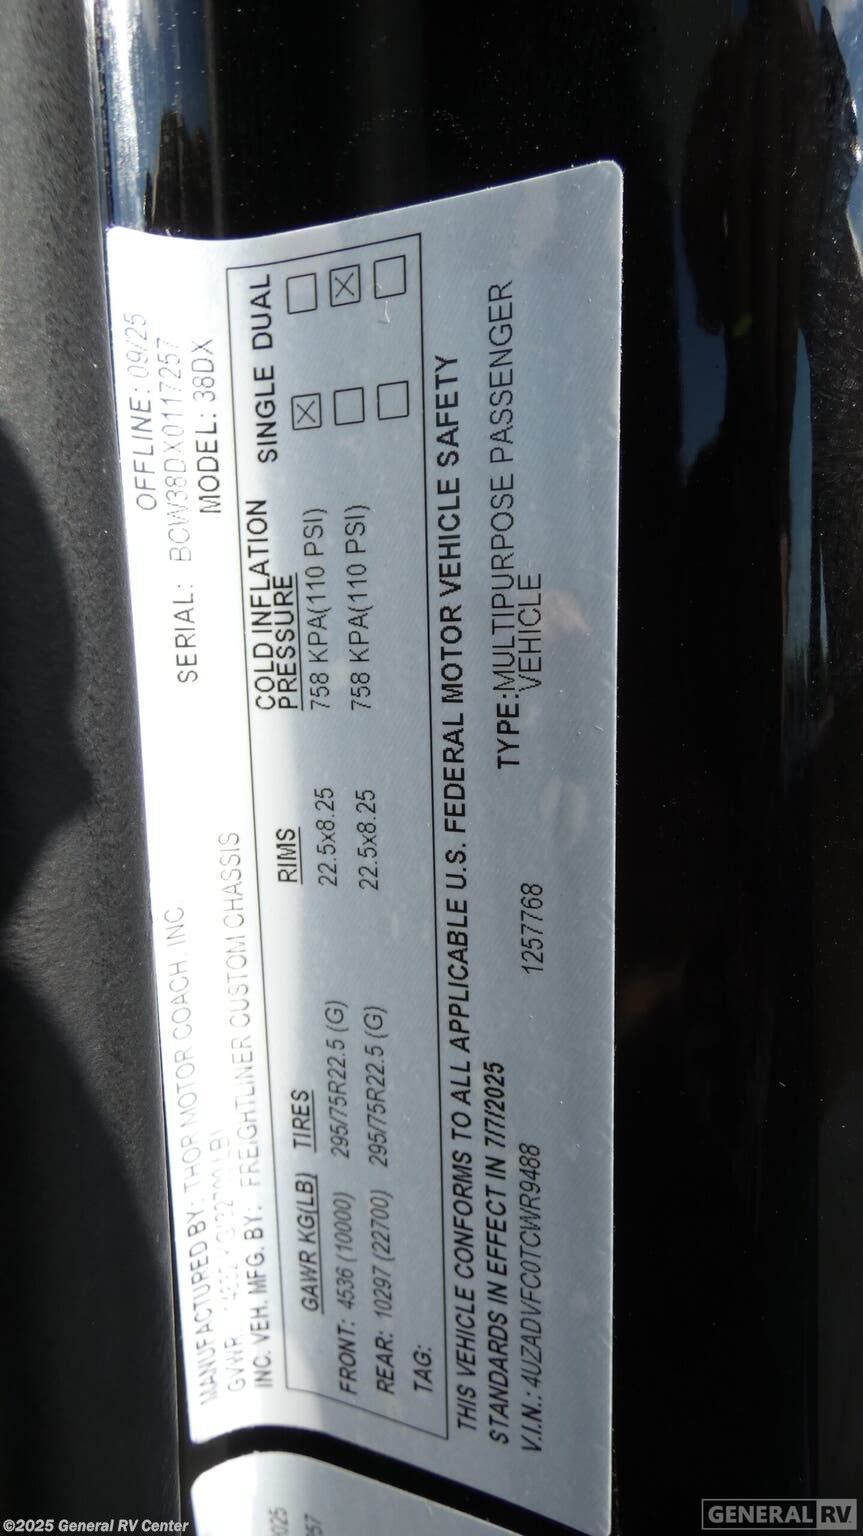 OFFLINE: 09/25
SERIAL: BCW38DX0117257
MODEL: 38DX
MANUFACTURED BY: THOR MOTOR COACH, INC
GVWR
INC. VEH. MFG. BY: FREIGHTLINER CUSTOM CHASSIS
GAWR KG(LB) TIRES RIMS COLD INFLATION PRESSURE SINGLE DUAL
FRONT: 4536 (10000) 295/75R22.5 (G) 22.5x8.25 758 KPA(110 PSI) ☒ ☐
REAR: 10297 (22700) 295/75R22.5 (G) 22.5x8.25 758 KPA(110 PSI) ☐ ☒
TAG: ☐ ☐
THIS VEHICLE CONFORMS TO ALL APPLICABLE U.S. FEDERAL MOTOR VEHICLE SAFETY
STANDARDS IN EFFECT IN 7/7/2025
TYPE:MULTIPURPOSE PASSENGER
VEHICLE
V.I.N.: 4UZADVFC0TCWR9488 1257768
©2025 General RV Center
GENERAL RV